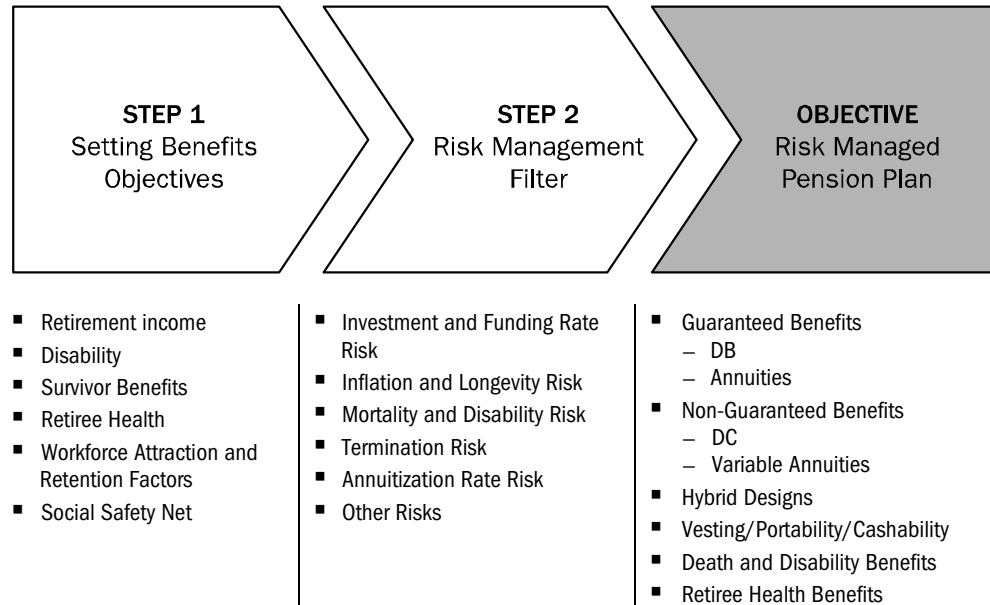 STEP 1
Setting Benefits
Objectives
STEP 2
Risk Management
Filter
OBJECTIVE
Risk Managed
Pension Plan
▪ Retirement income
▪ Disability
▪ Survivor Benefits
▪ Retiree Health
▪ Workforce Attraction and
Retention Factors
▪ Social Safety Net
▪ Investment and Funding Rate
Risk
▪ Inflation and Longevity Risk
▪ Mortality and Disability Risk
▪ Termination Risk
▪ Annuitization Rate Risk
▪ Other Risks
▪ Guaranteed Benefits
– DB
– Annuities
▪ Non-Guaranteed Benefits
– DC
– Variable Annuities
▪ Hybrid Designs
▪ Vesting/Portability/Cashability
▪ Death and Disability Benefits
▪ Retiree Health Benefits